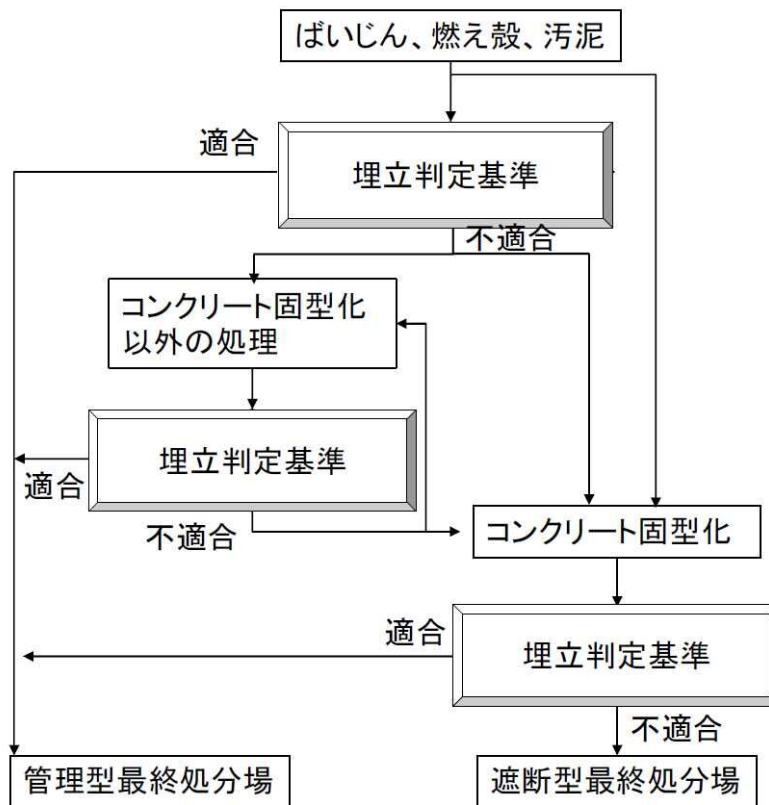 ばいじん、燃え殻、汚泥
適合
埋立判定基準
不適合
コンクリート固型化
以外の処理
埋立判定基準
適合
不適合
コンクリート固型化
適合
埋立判定基準
不適合
管理型最終処分場
遮断型最終処分場